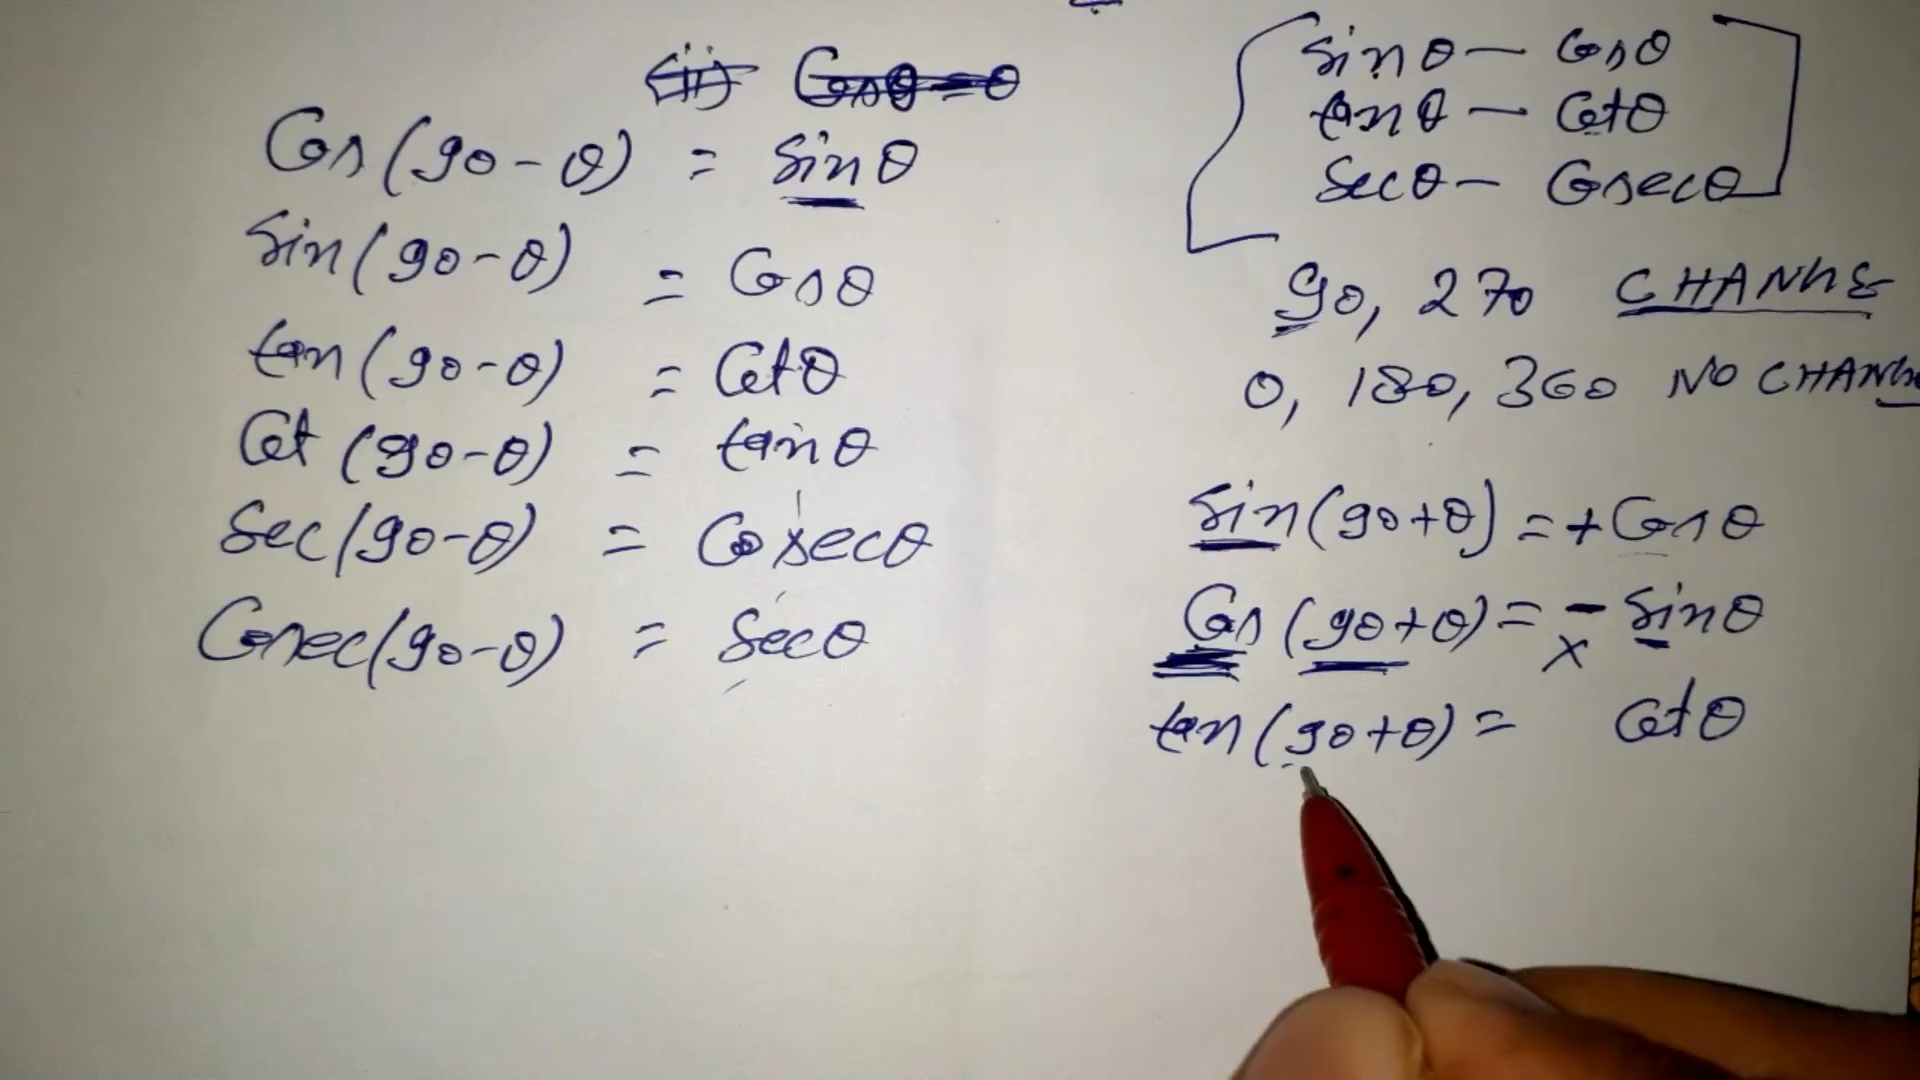 Cos(90-θ) = sinθ
Sin(90-θ) = Cosθ
tan(90-θ) = Cotθ
Cot(90-θ) = tanθ
Sec(90-θ) = Cosecθ
Cosec(90-θ) = Secθ
(ii) Cosθ=θ
Sinθ — Cosθ
tanθ — Cotθ
Secθ — Cosecθ
90, 270 CHANGE
0, 180, 360 NO CHANGE
Sin(90+θ) = +Cosθ
Cos(90+θ) = - Sinθ
x
tan(90+θ) = Cotθ